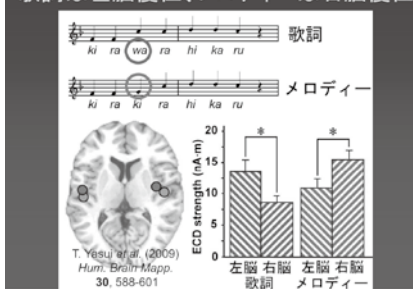 ki ra wa ra hi ka ru
歌詞
ki ra ki ra hi ka ru
メロディー
T. Yasui et al. (2009)
Hum. Brain Mapp.
30, 588-601
ECD strength (nA·m)
20
15
10
5
0
*
*
左脳 右脳 左脳 右脳
歌詞 メロディー